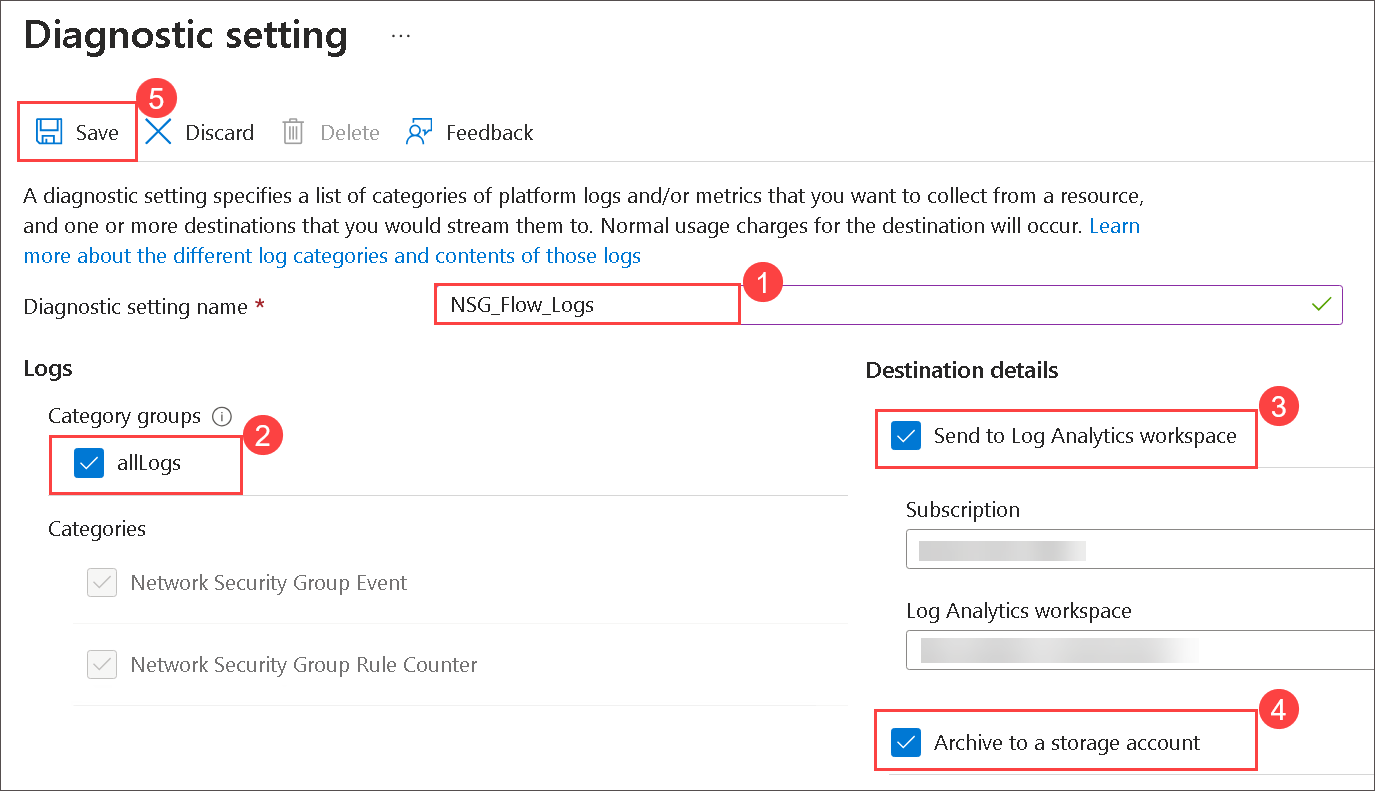 Diagnostic setting ...
5
Save Discard Delete Feedback
A diagnostic setting specifies a list of categories of platform logs and/or metrics that you want to collect from a resource,
and one or more destinations that you would stream them to. Normal usage charges for the destination will occur. Learn
more about the different log categories and contents of those logs
1
Diagnostic setting name * NSG_Flow_Logs
Logs
Category groups
2
allLogs
Categories
Network Security Group Event
Network Security Group Rule Counter
Destination details
3
Send to Log Analytics workspace
Subscription
Log Analytics workspace
4
Archive to a storage account